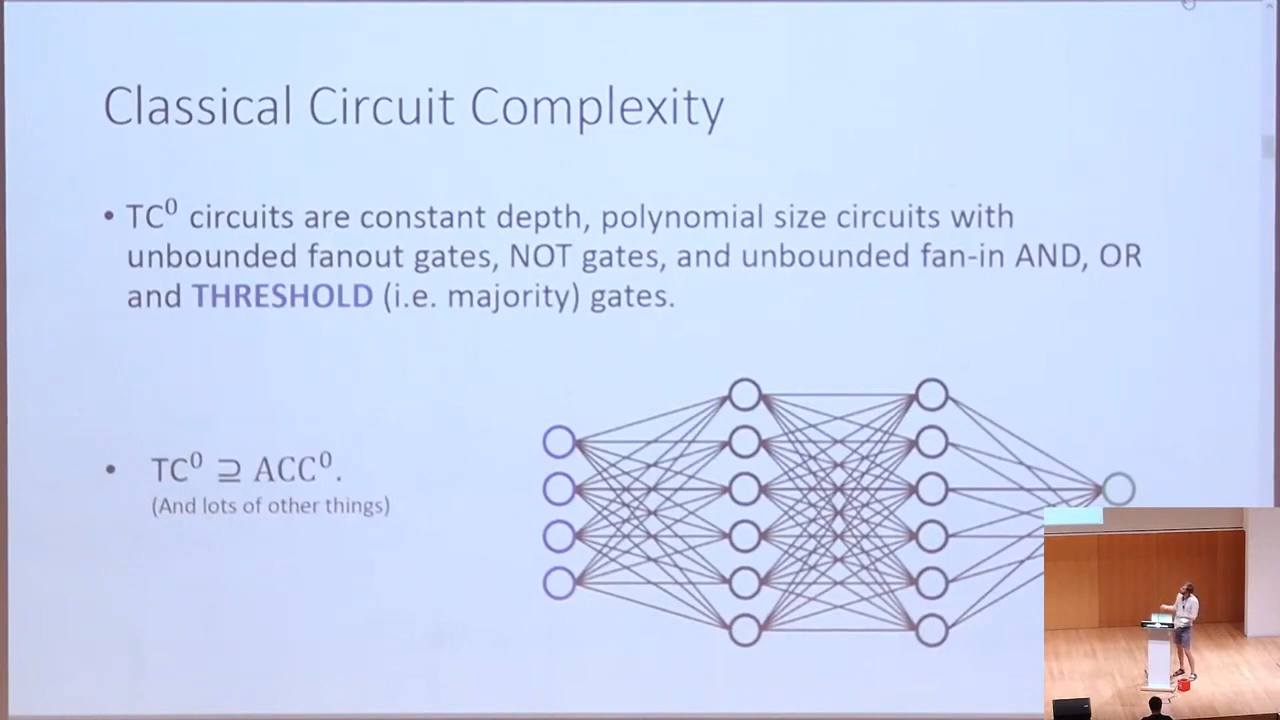 Classical Circuit Complexity
• TC⁰ circuits are constant depth, polynomial size circuits with
unbounded fanout gates, NOT gates, and unbounded fan-in AND, OR
and THRESHOLD (i.e. majority) gates.
• TC⁰ ⊇ ACC⁰.
(And lots of other things)